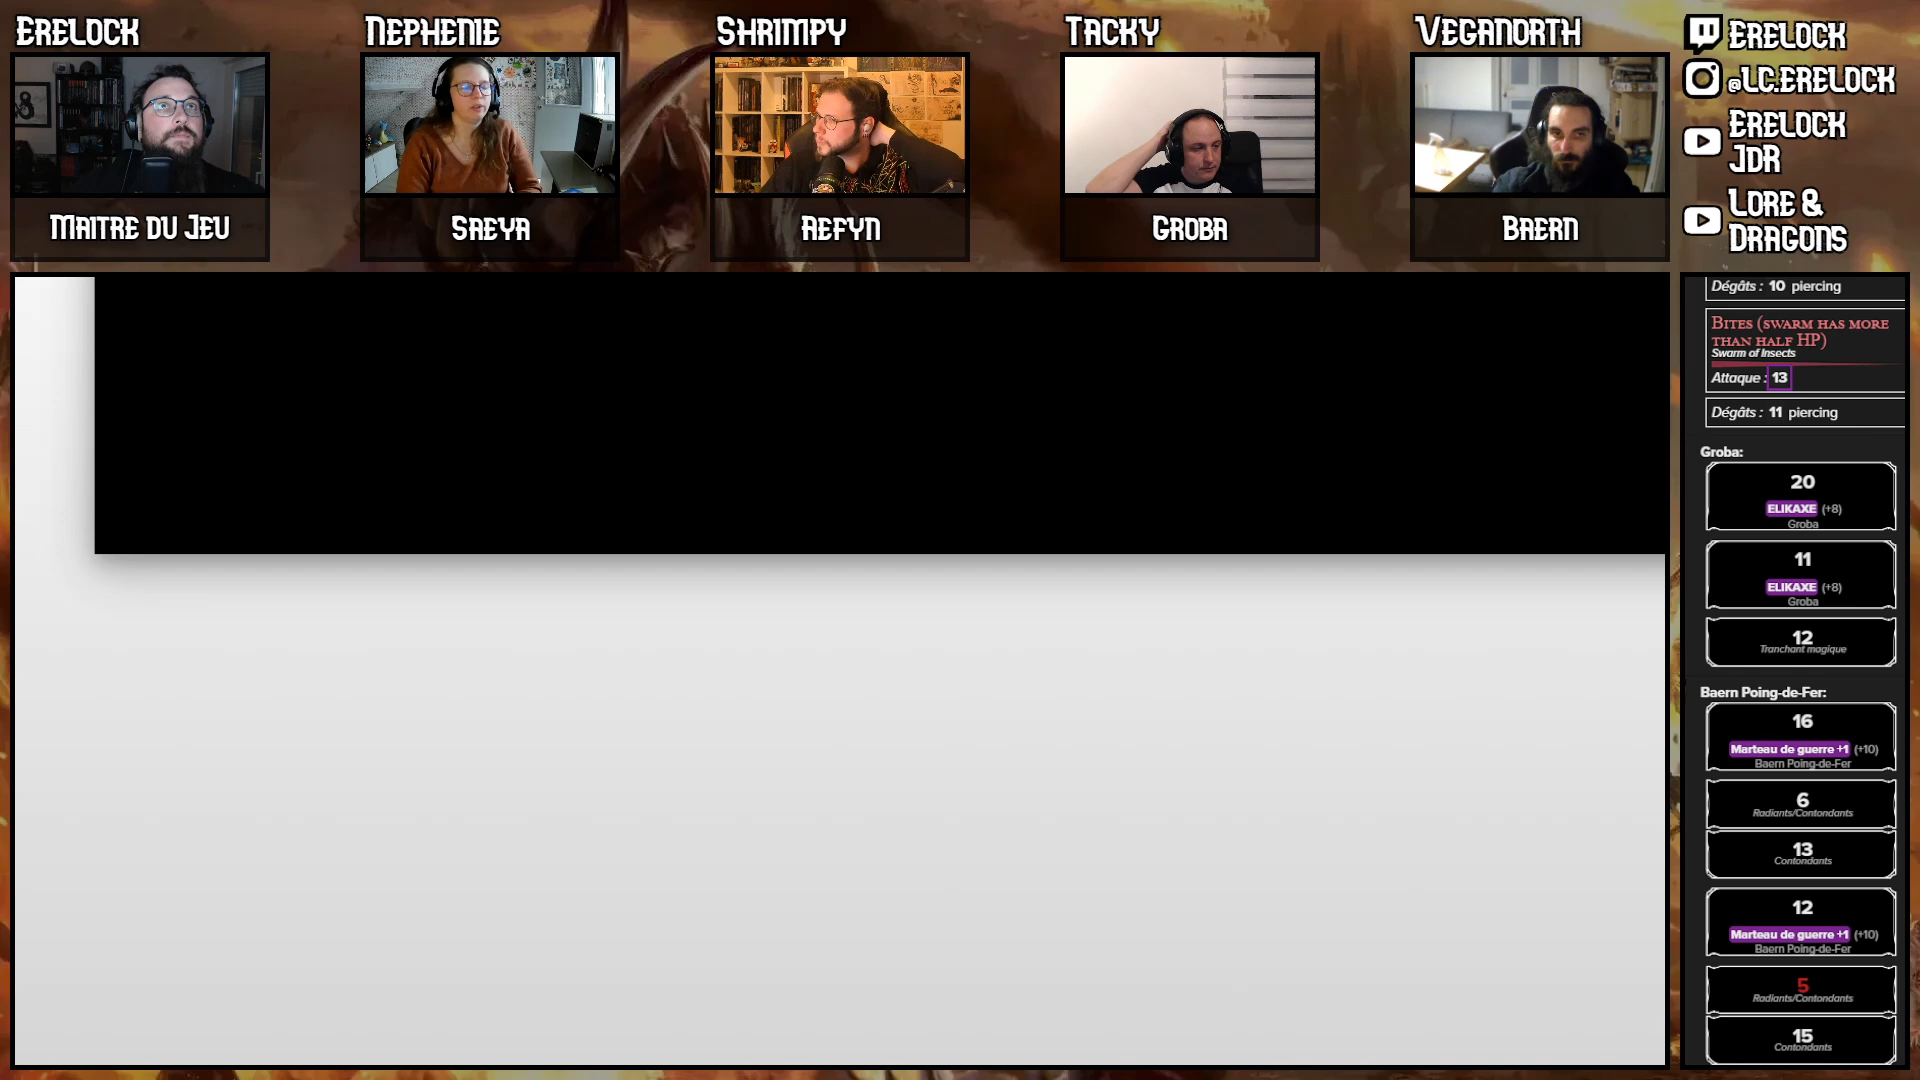 Erelock
Nephenie
Shrimpy
Tacky
Veganorth
Maitre du Jeu
Saeya
Aefyn
Groba
Baern
Erelock
@LC.Erelock
Erelock
JDR
Lore &
Dragons
Dégâts : 10 piercing
Bites (swarm has more
than half HP)
Swarm of Insects
Attaque : 13
Dégâts : 11 piercing
Groba:
20
ELIKAXE (+8)
Groba
11
ELIKAXE (+8)
Groba
12
Tranchant magique
Baern Poing-de-Fer:
16
Marteau de guerre +1 (+10)
Baern Poing-de-Fer
6
Radiants/Contondants
13
Contondants
12
Marteau de guerre +1 (+10)
Baern Poing-de-Fer
5
Radiants/Contondants
15
Contondants